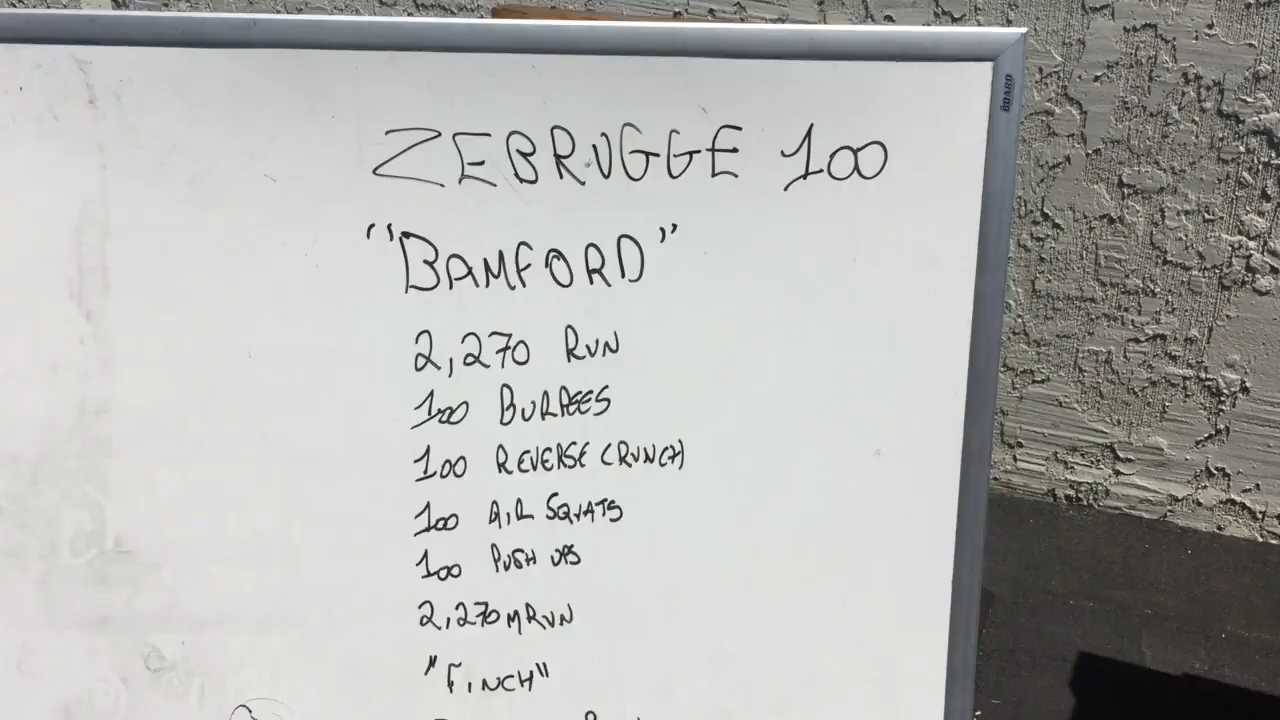 ZEBRUGGE 100
"BAMFORD"
2,270 RUN
100 BURPEES
100 REVERSE CRUNCH
100 AIR SQUATS
100 PUSH UPS
2,270M RUN
"FINCH"
BOARD